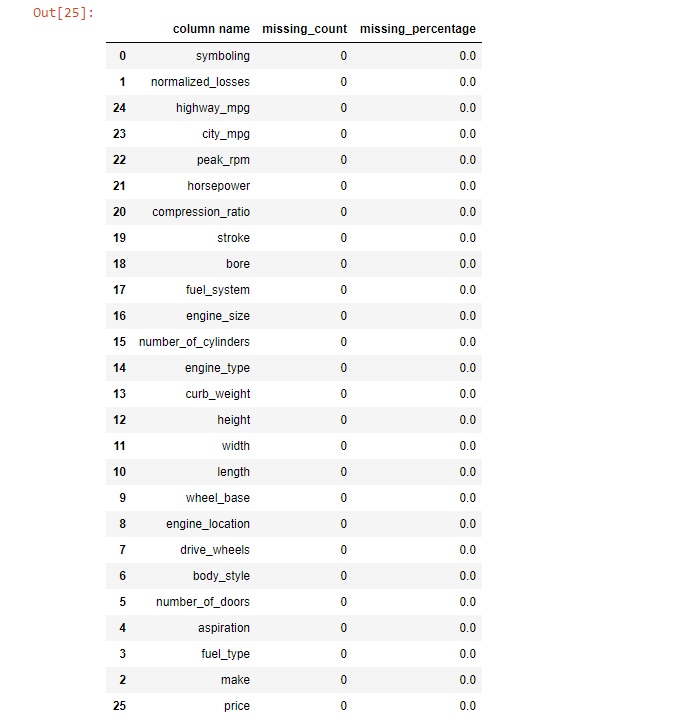 Out[25]:
column name missing_count missing_percentage
0 symboling 0 0.0
1 normalized_losses 0 0.0
24 highway_mpg 0 0.0
23 city_mpg 0 0.0
22 peak_rpm 0 0.0
21 horsepower 0 0.0
20 compression_ratio 0 0.0
19 stroke 0 0.0
18 bore 0 0.0
17 fuel_system 0 0.0
16 engine_size 0 0.0
15 number_of_cylinders 0 0.0
14 engine_type 0 0.0
13 curb_weight 0 0.0
12 height 0 0.0
11 width 0 0.0
10 length 0 0.0
9 wheel_base 0 0.0
8 engine_location 0 0.0
7 drive_wheels 0 0.0
6 body_style 0 0.0
5 number_of_doors 0 0.0
4 aspiration 0 0.0
3 fuel_type 0 0.0
2 make 0 0.0
25 price 0 0.0